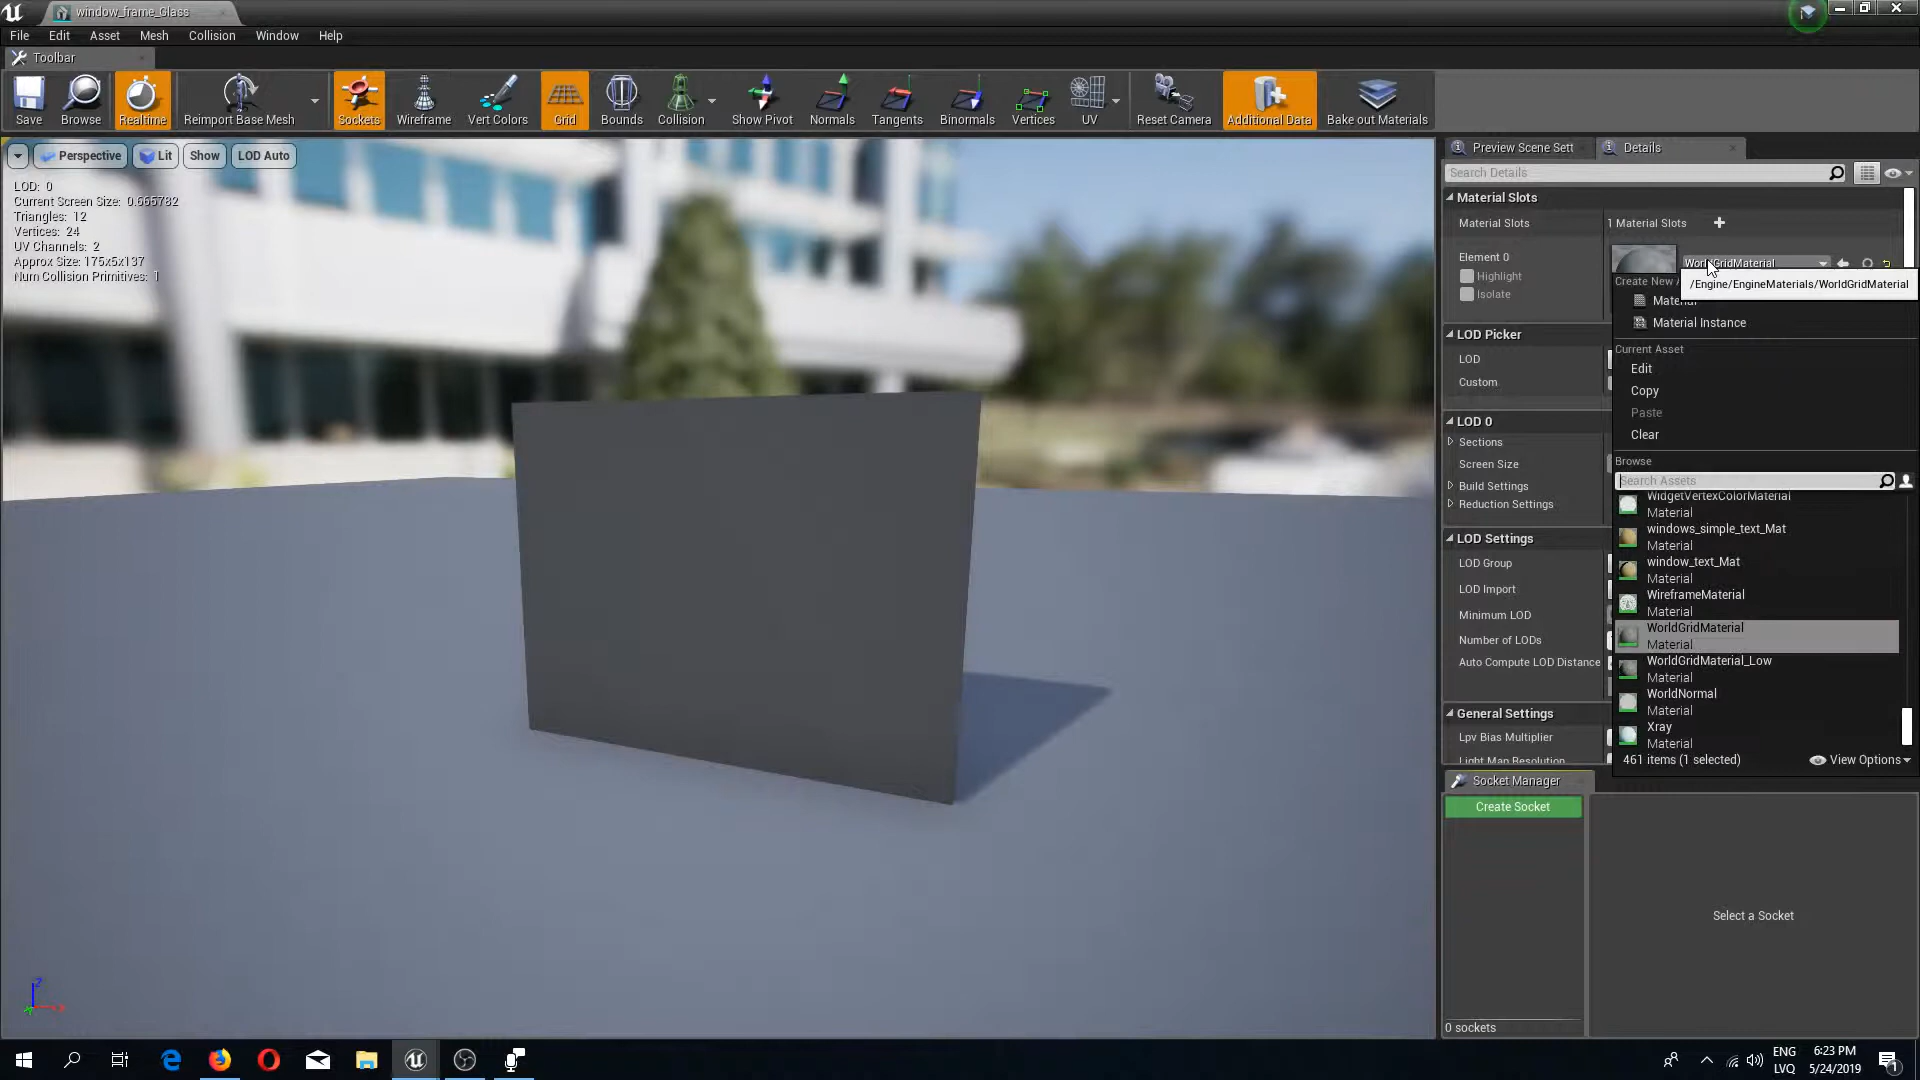 window_frame_Glass
File Edit Asset Mesh Collision Window Help
Toolbar
Save Browse Realtime Reimport Base Mesh Sockets Wireframe Vert Colors Grid Bounds Collision Show Pivot Normals Tangents Binormals Vertices UV Reset Camera Additional Data Bake out Materials
Perspective Lit Show LOD Auto
LOD: 0
Current Screen Size: 0.665782
Triangles: 12
Vertices: 24
UV Channels: 2
Approx Size: 175x5x137
Num Collision Primitives: 1
Z
Preview Scene Sett Details
Search Details
Material Slots
Material Slots 1 Material Slots
Element 0
Highlight
Isolate
WorldGridMaterial
/Engine/EngineMaterials/WorldGridMaterial
Create New
Material
Material Instance
Current Asset
Edit
Copy
Paste
Clear
Browse
Search Assets
WidgetVertexColorMaterial
Material
windows_simple_text_Mat
Material
window_text_Mat
Material
WireframeMaterial
Material
WorldGridMaterial
Material
WorldGridMaterial_Low
Material
WorldNormal
Material
Xray
Material
461 items (1 selected) View Options
LOD Picker
LOD
Custom
LOD 0
Sections
Screen Size
Build Settings
Reduction Settings
LOD Settings
LOD Group
LOD Import
Minimum LOD
Number of LODs
Auto Compute LOD Distance
General Settings
Lpv Bias Multiplier
Light Map Resolution
Socket Manager
Create Socket
Select a Socket
0 sockets
ENG
LVQ
6:23 PM
5/24/2019
1